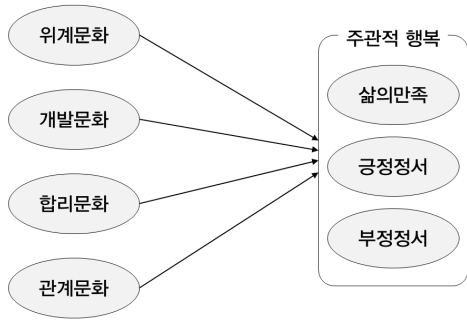 위계문화
개발문화
합리문화
관계문화
주관적 행복
삶의만족
긍정정서
부정정서